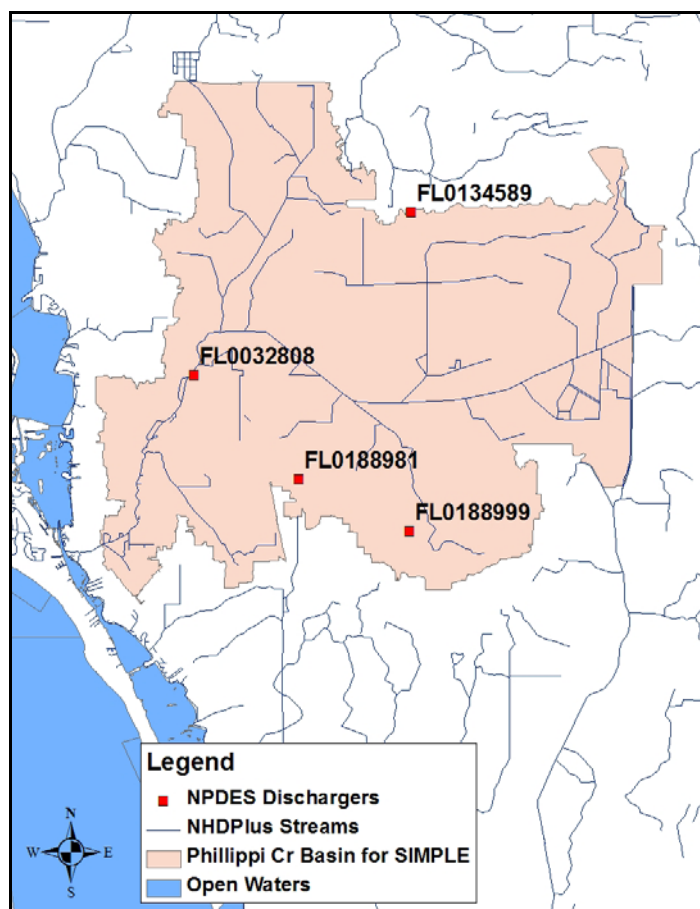 FL0134589
FL0032808
FL0188981
FL0188999
Legend
NPDES Dischargers
NHDPlus Streams
Phillippi Cr Basin for SIMPLE
Open Waters
N
W E
S